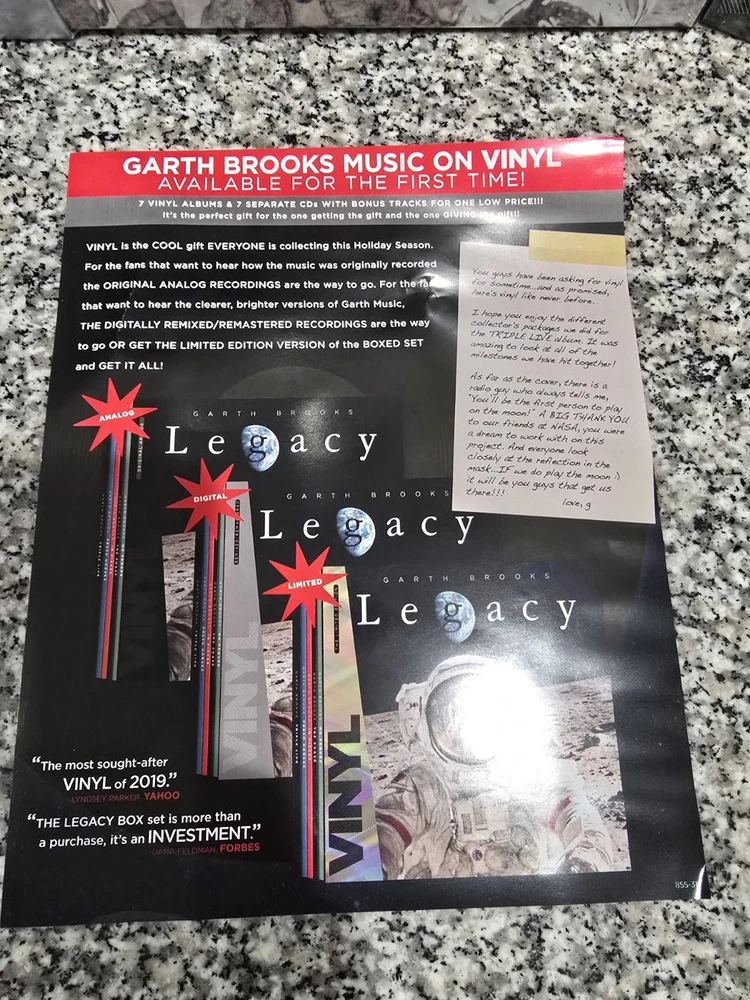 GARTH BROOKS MUSIC ON VINYL
AVAILABLE FOR THE FIRST TIME!
7 VINYL ALBUMS & 7 SEPARATE CDs WITH BONUS TRACKS FOR ONE LOW PRICE!!!
It's the perfect gift for the one getting the gift and the one GIVING the gift!!
VINYL is the COOL gift EVERYONE is collecting this Holiday Season.
For the fans that want to hear how the music was originally recorded
the ORIGINAL ANALOG RECORDINGS are the way to go. For the fans
that want to hear the clearer, brighter versions of Garth Music,
THE DIGITALLY REMIXED/REMASTERED RECORDINGS are the way
to go OR GET THE LIMITED EDITION VERSION of the BOXED SET
and GET IT ALL!
You guys have been asking for vinyl
for sometime...and as promised,
here's vinyl like never before.
I hope you enjoy the different
collector's packages we did for
the TRIPLE LIVE album. It was
amazing to look at all of the
milestones we have hit together!
As far as the cover, there is a
radio guy who always tells me,
"You'll be the first person to play
on the moon!" A BIG THANK YOU
to our friends at NASA, you were
a dream to work with on this
project. And everyone look
closely at the reflection in the
mask...IF we do play the moon :)
it will be you guys that get us
there!!!
love, g
ANALOG
GARTH BROOKS
Legacy
DIGITAL
GARTH BROOKS
Legacy
VINYL
LIMITED
GARTH BROOKS
Legacy
VINYL
"The most sought-after
VINYL of 2019."
LYNDSEY PARKER, YAHOO
"THE LEGACY BOX set is more than
a purchase, it's an INVESTMENT."
DANA FELDMAN, FORBES